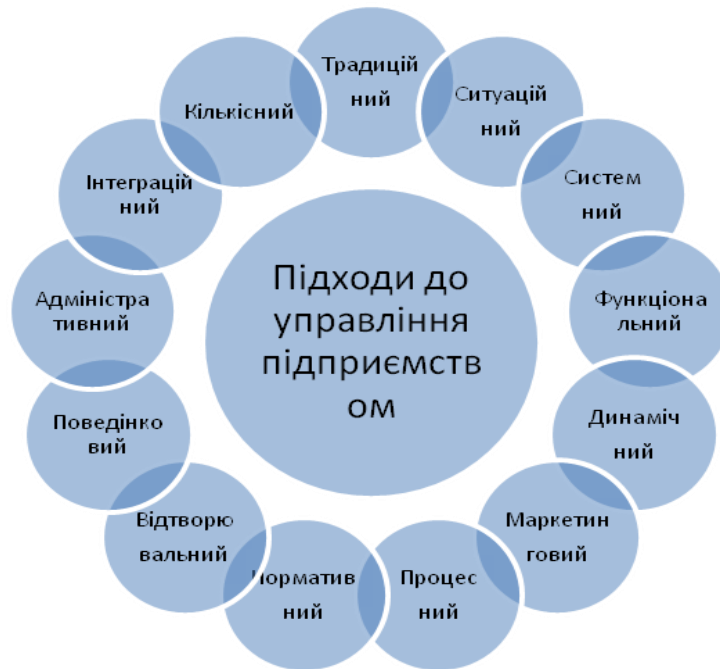 Підходи до
управління
підприємств
ом
Традицій
ний
Ситуацій
ний
Систем
ний
Функціона
льний
Динаміч
ний
Маркетин
говий
Процес
ний
Норматив
ний
Відтворю
вальний
Поведінко
вий
Адміністра
тивний
Інтеграцій
ний
Кількісний